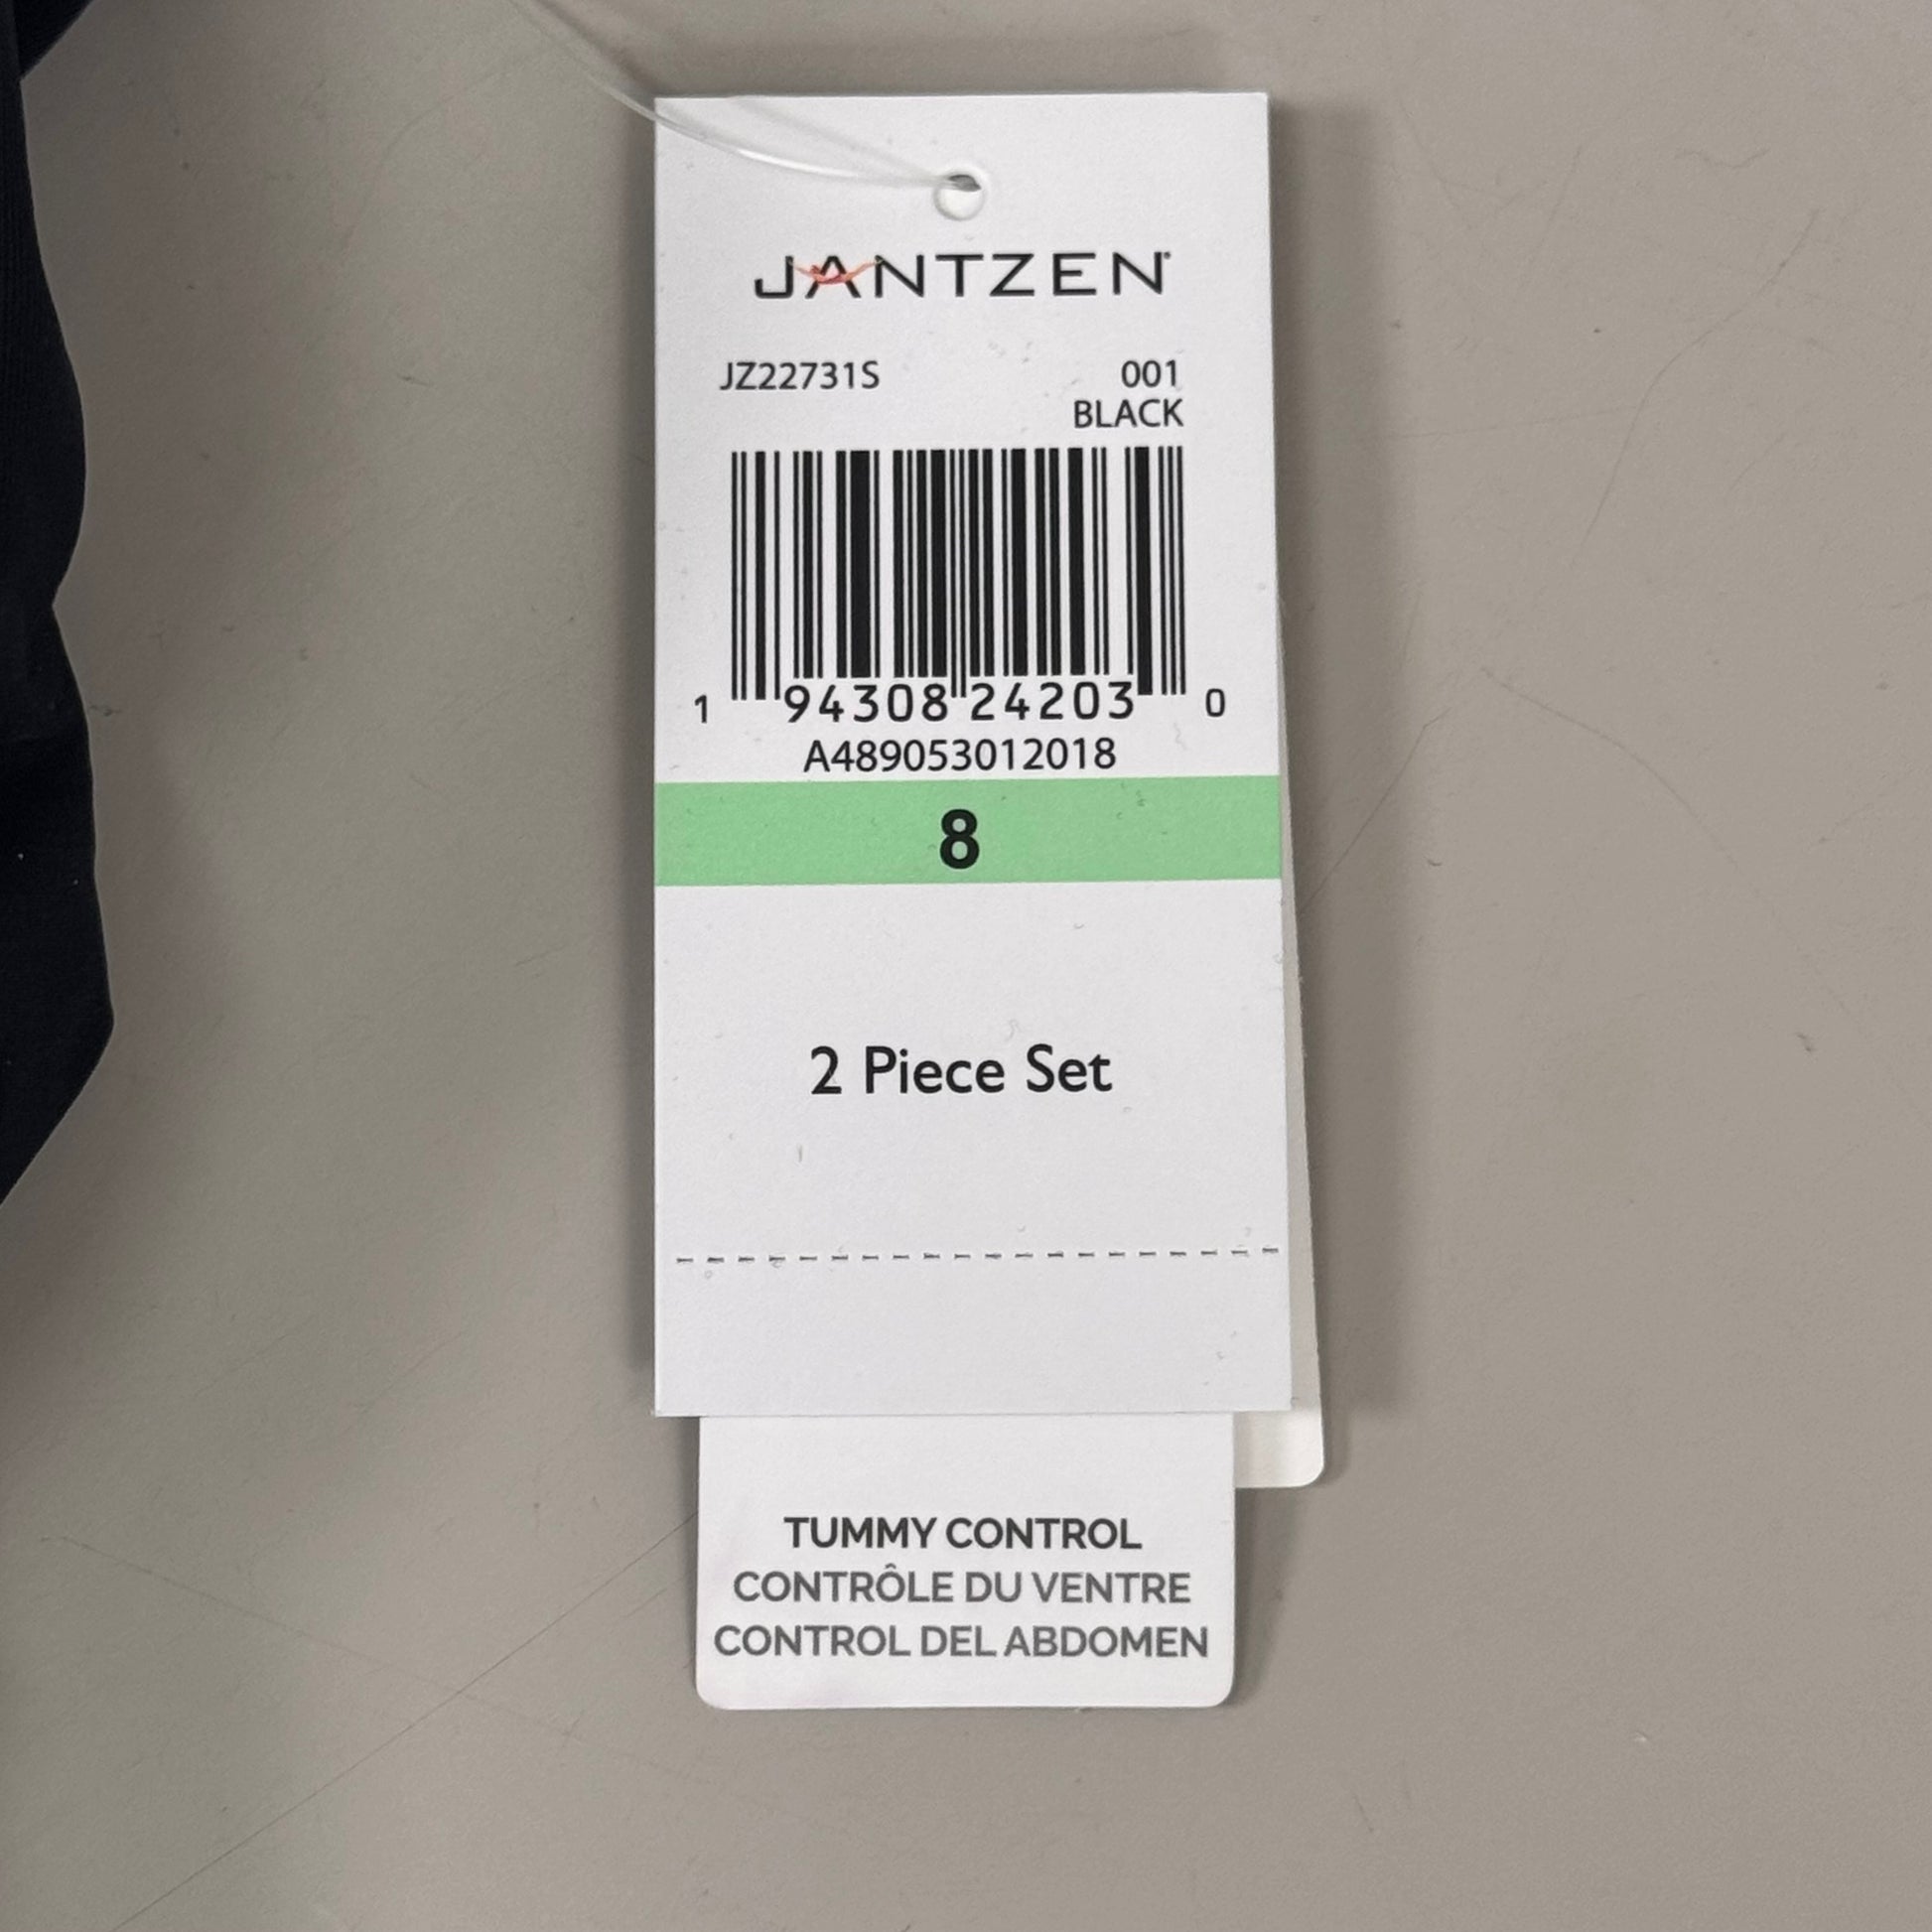 JANTZEN®
JZ22731S 001
BLACK
1 94308 24203 0
A489053012018
8
2 Piece Set
TUMMY CONTROL
CONTRÔLE DU VENTRE
CONTROL DEL ABDOMEN